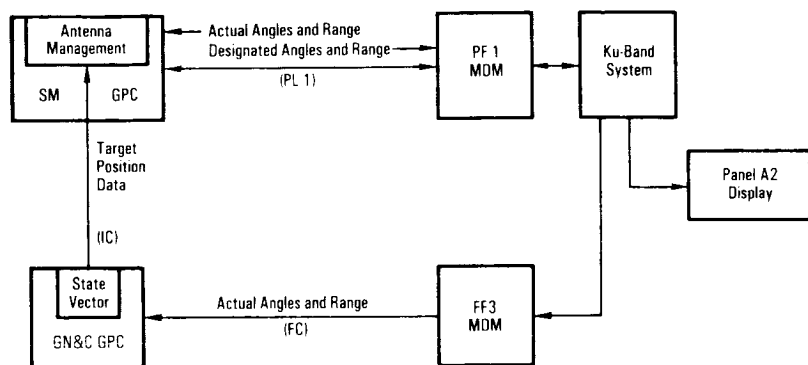 Antenna
Management
SM GPC
Actual Angles and Range
Designated Angles and Range
(PL 1)
PF 1
MDM
Ku-Band
System
Panel A2
Display
Target
Position
Data
(IC)
State
Vector
GN&C GPC
Actual Angles and Range
(FC)
FF3
MDM